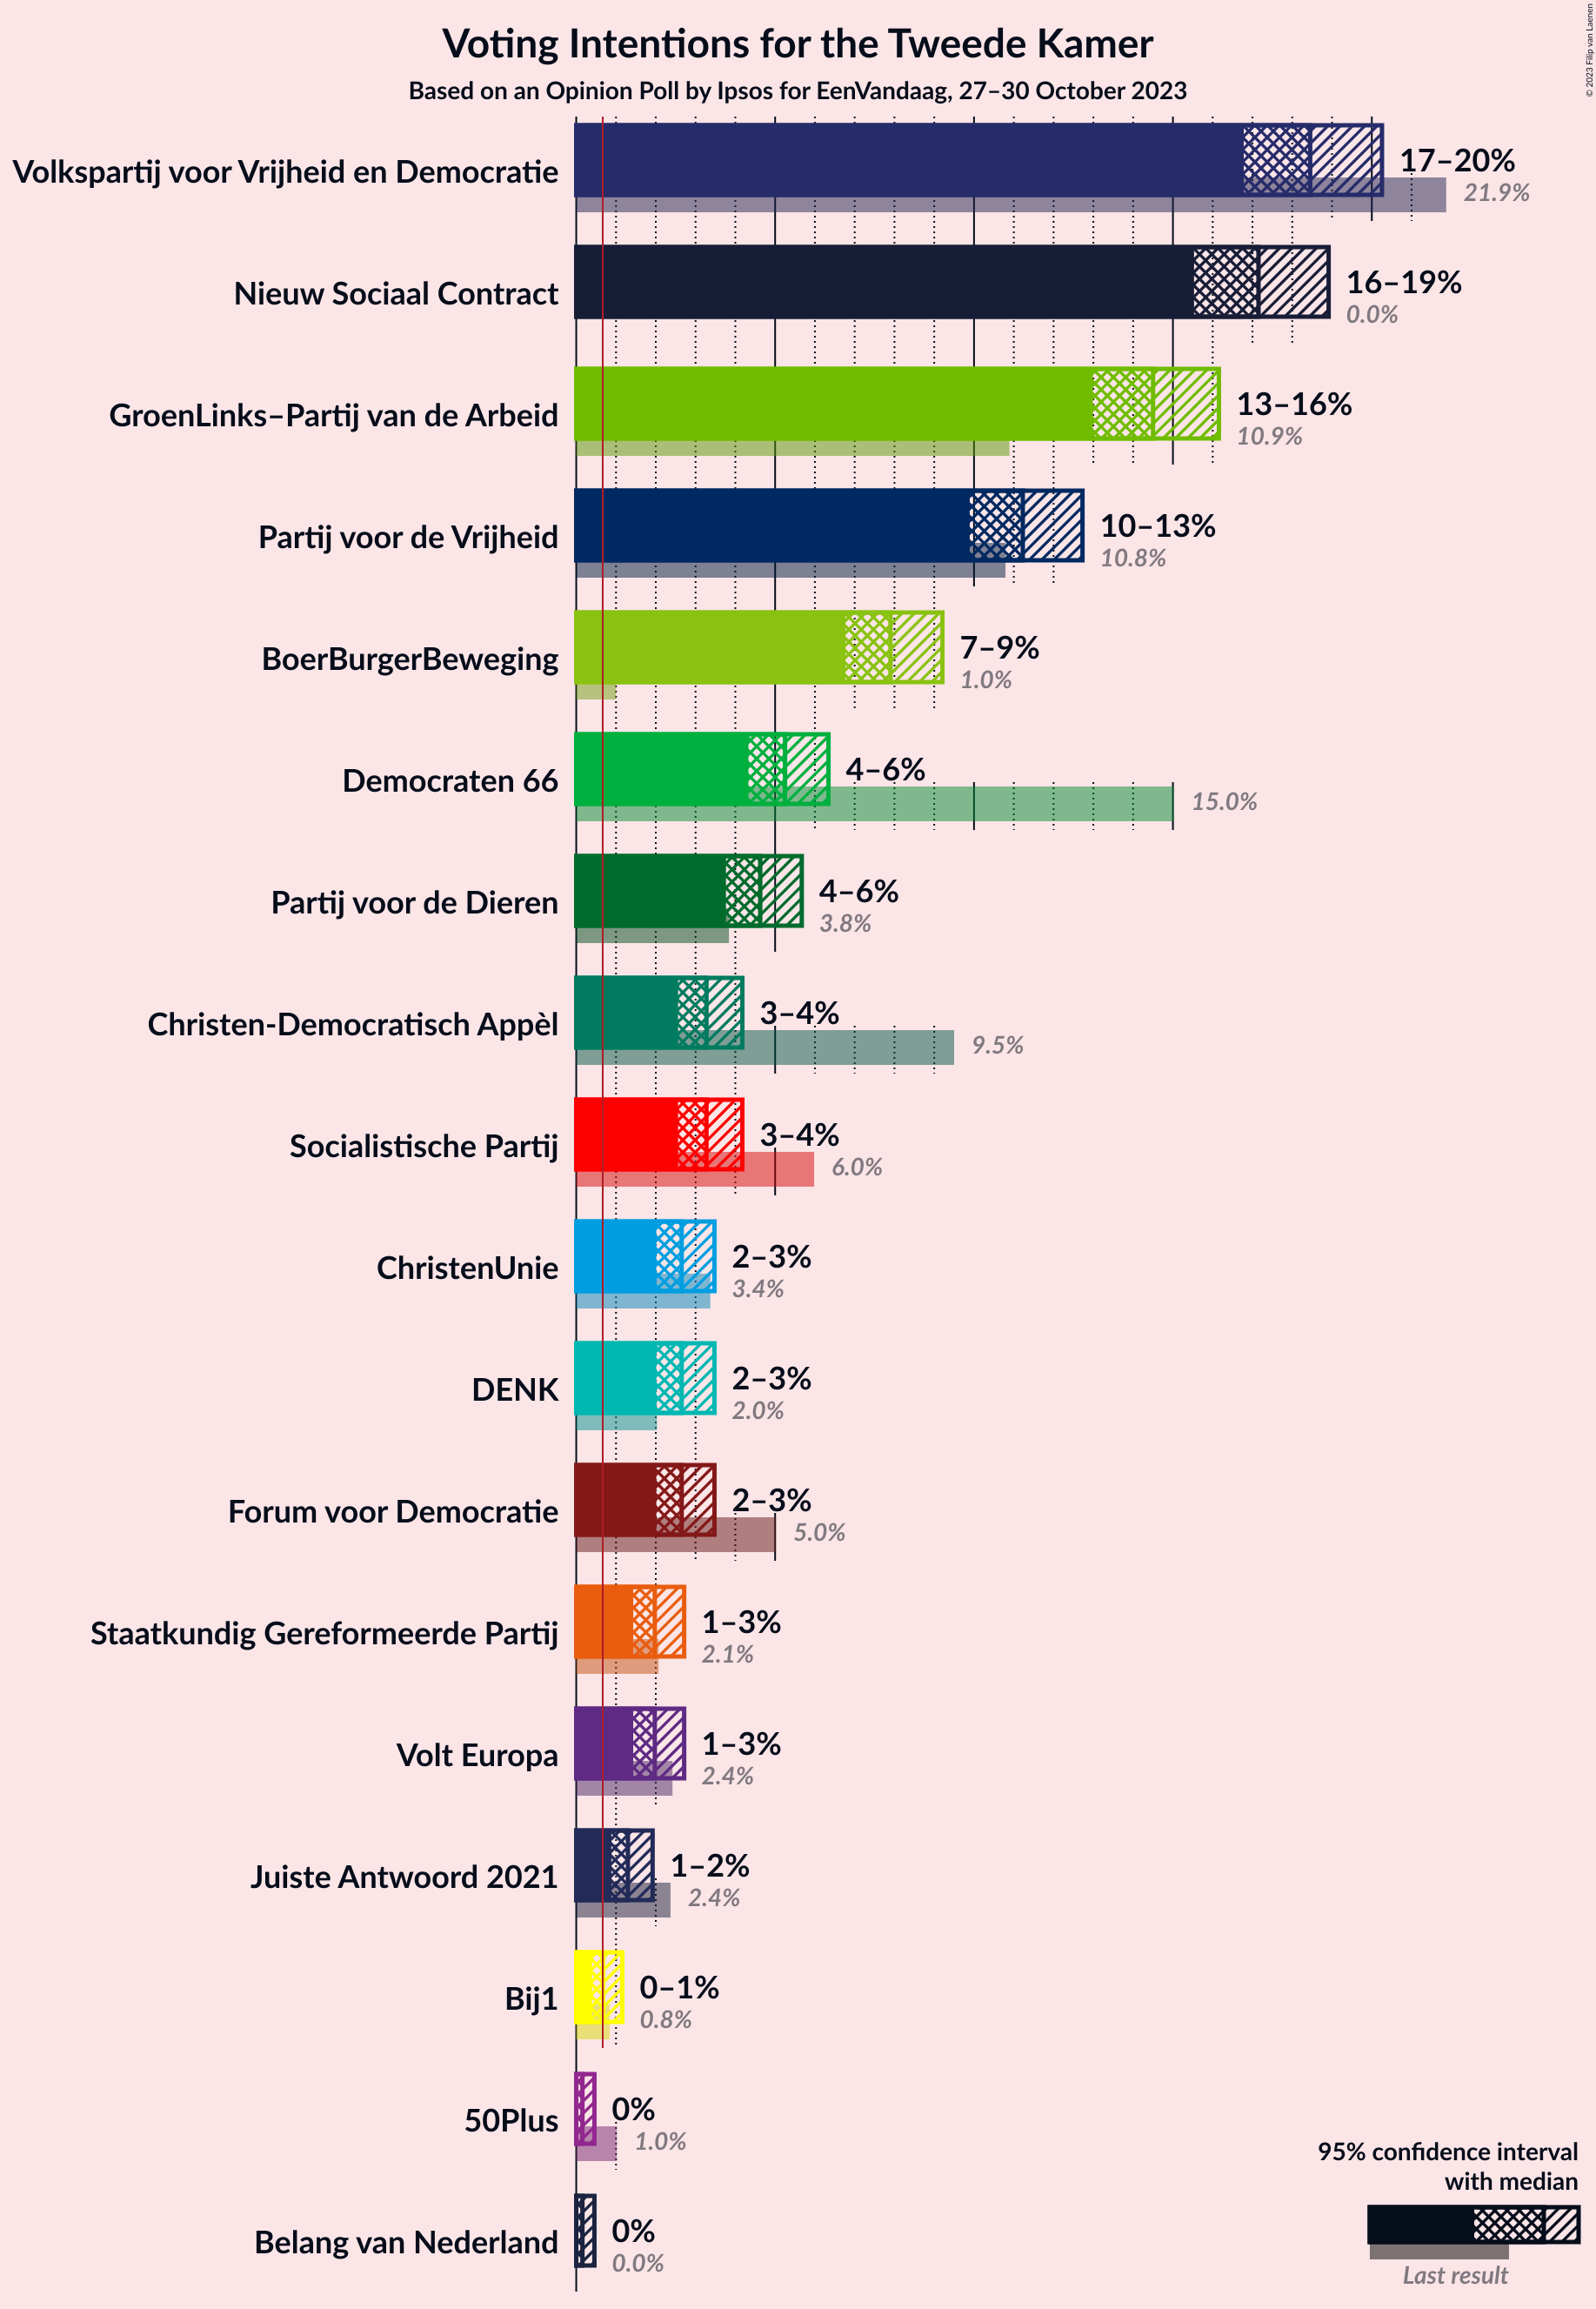 Voting Intentions for the Tweede Kamer
Based on an Opinion Poll by Ipsos for EenVandaag, 27–30 October 2023
© 2023 Filip van Laenen
Volkspartij voor Vrijheid en Democratie
17–20%
21.9%
Nieuw Sociaal Contract
16–19%
0.0%
GroenLinks–Partij van de Arbeid
13–16%
10.9%
Partij voor de Vrijheid
10–13%
10.8%
BoerBurgerBeweging
7–9%
1.0%
Democraten 66
4–6%
15.0%
Partij voor de Dieren
4–6%
3.8%
Christen-Democratisch Appèl
3–4%
9.5%
Socialistische Partij
3–4%
6.0%
ChristenUnie
2–3%
3.4%
DENK
2–3%
2.0%
Forum voor Democratie
2–3%
5.0%
Staatkundig Gereformeerde Partij
1–3%
2.1%
Volt Europa
1–3%
2.4%
Juiste Antwoord 2021
1–2%
2.4%
Bij1
0–1%
0.8%
50Plus
0%
1.0%
Belang van Nederland
0%
0.0%
95% confidence interval
with median
Last result